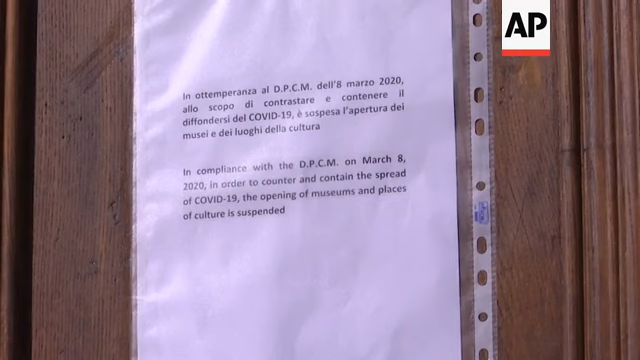 AP
In ottemperanza al D.P.C.M. dell'8 marzo 2020,
allo scopo di contrastare e contenere il
diffondersi del COVID-19, è sospesa l'apertura dei
musei e dei luoghi della cultura
In compliance with the D.P.C.M. on March 8,
2020, in order to counter and contain the spread
of COVID-19, the opening of museums and places
of culture is suspended